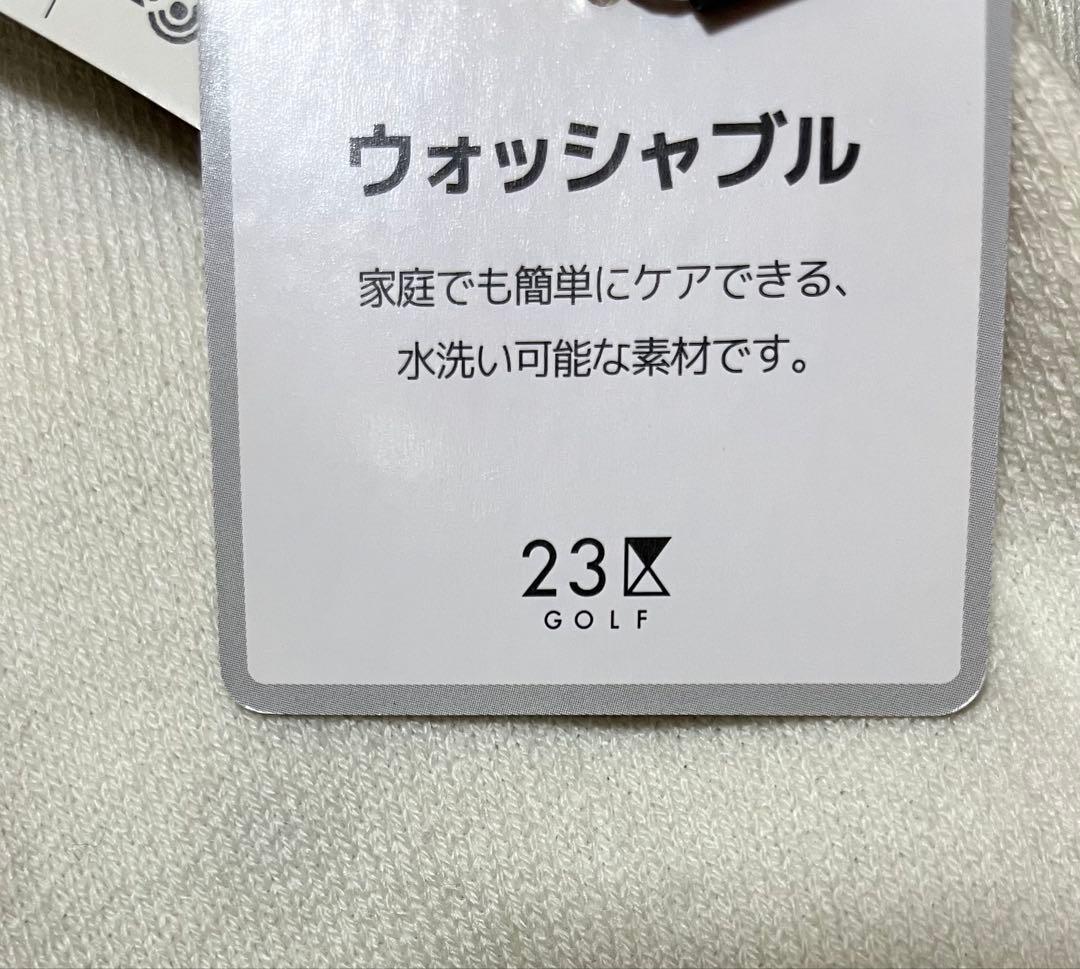 ウォッシャブル
家庭でも簡単にケアできる、
水洗い可能な素材です。
23区
GOLF